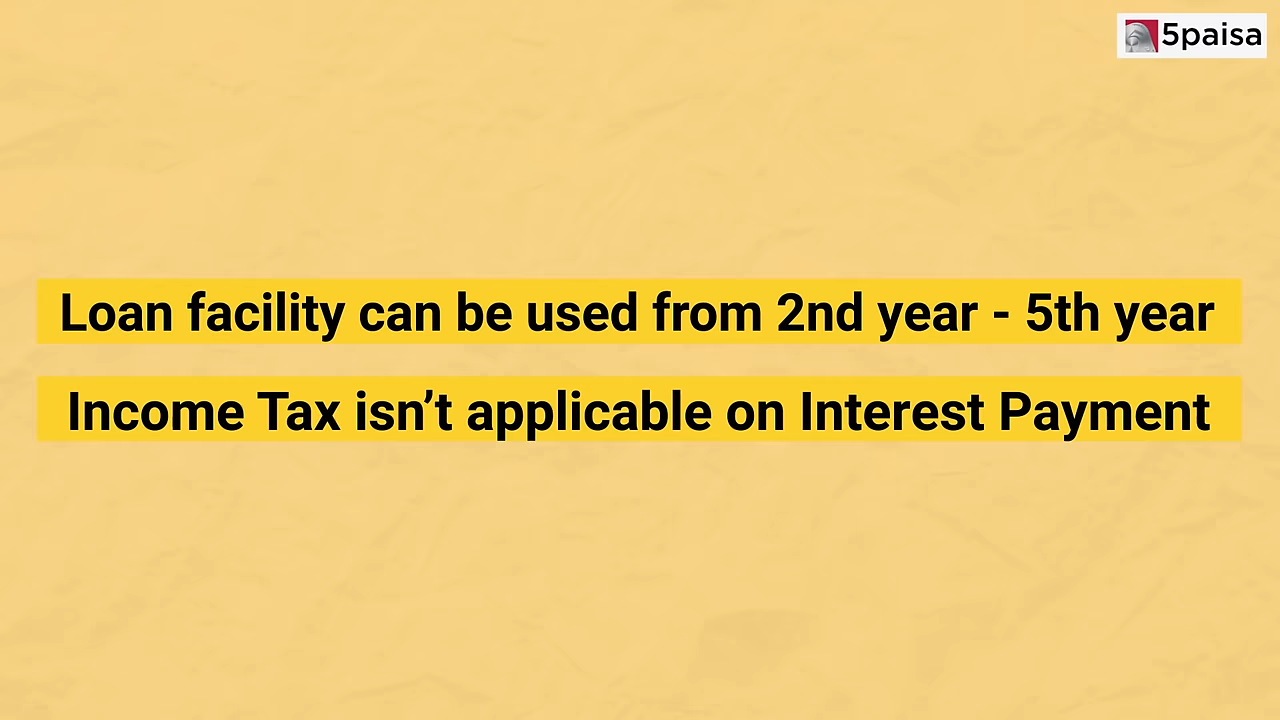 5paisa
Loan facility can be used from 2nd year - 5th year
Income Tax isn’t applicable on Interest Payment